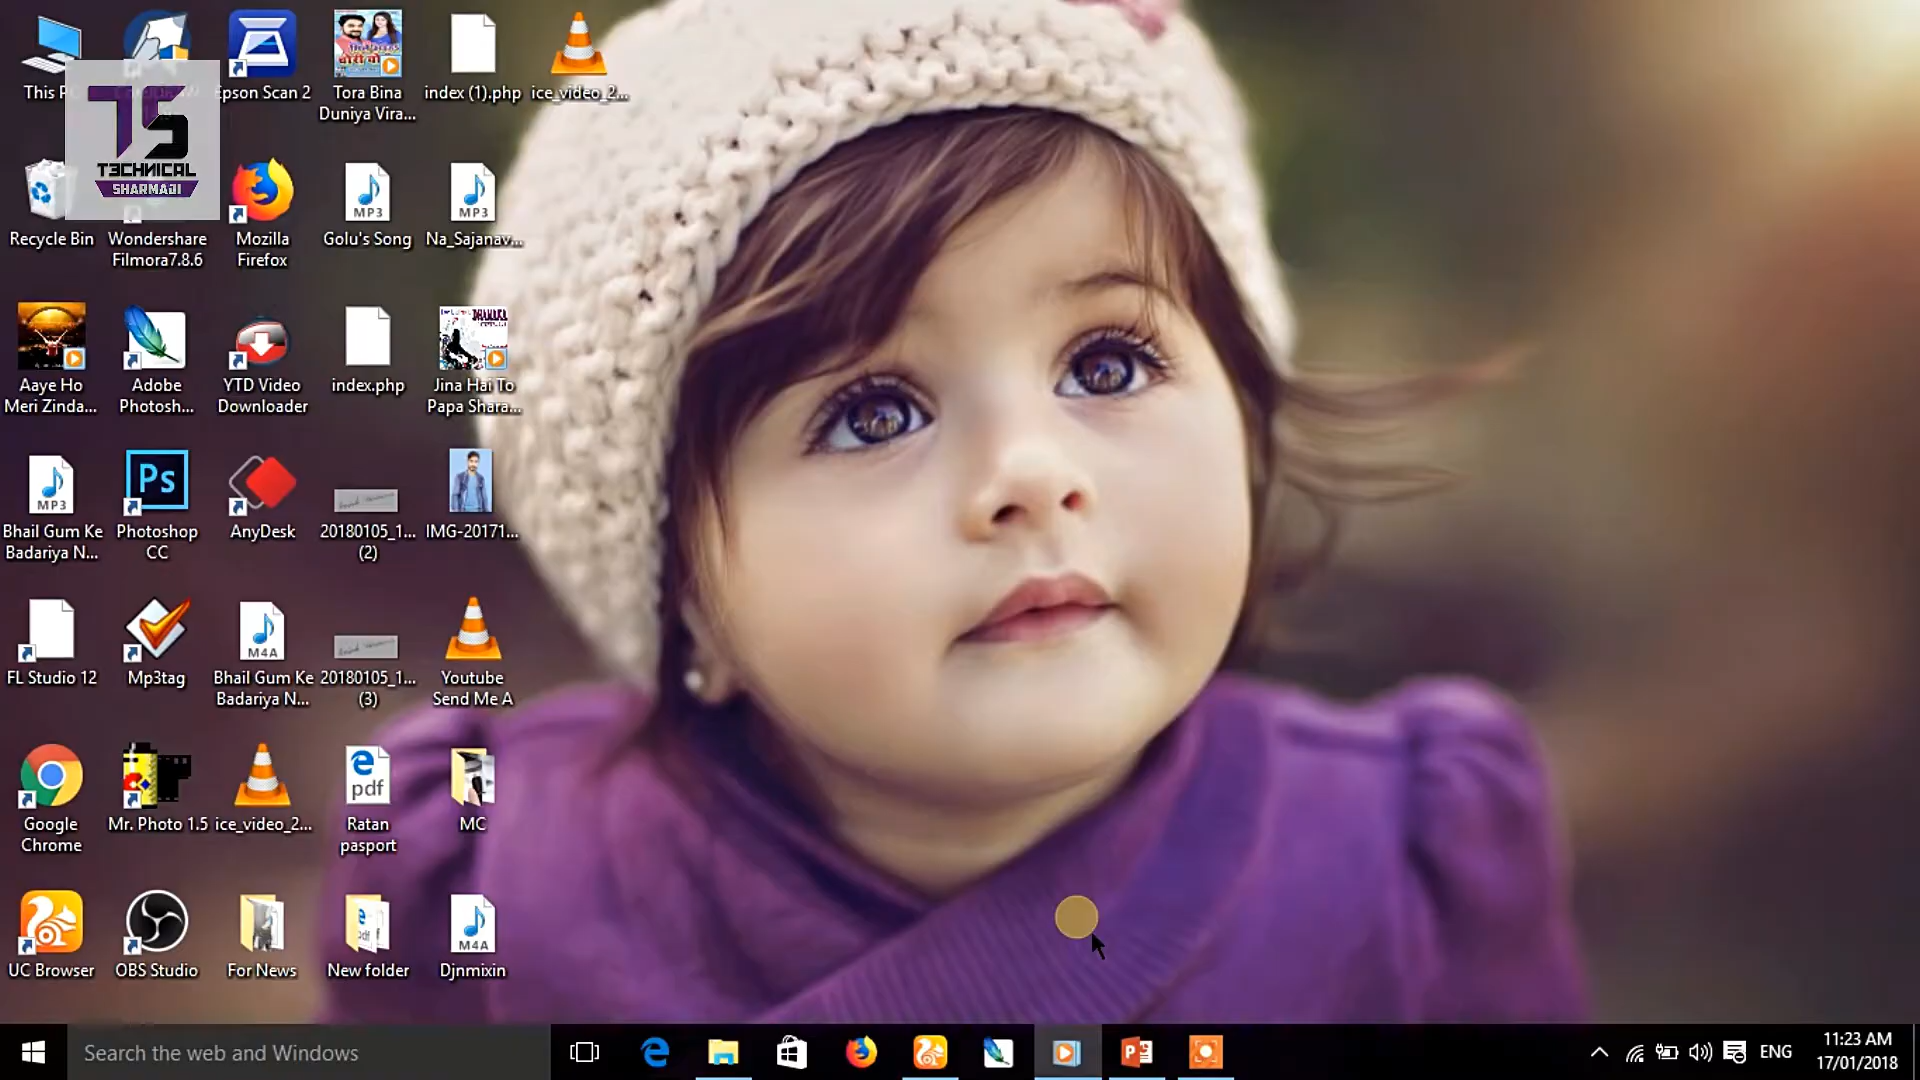 This P
Epson Scan 2
Tora Bina
Duniya Vira...
index (1).php
ice_video_2...
TS
T3CHNICAL
SHARMAJI
Recycle Bin
Wondershare
Filmora7.8.6
Mozilla
Firefox
MP3
Golu's Song
MP3
Na_Sajanav...
Aaye Ho
Meri Zinda...
Adobe
Photosh...
YTD Video
Downloader
index.php
Jina Hai To
Papa Shara...
MP3
Bhail Gum Ke
Badariya N...
Ps
Photoshop
CC
AnyDesk
20180105_1...
(2)
IMG-20171...
FL Studio 12
Mp3tag
M4A
Bhail Gum Ke
Badariya N...
20180105_1...
(3)
Youtube
Send Me A
Google
Chrome
Mr. Photo 1.5
ice_video_2...
pdf
Ratan
pasport
MC
UC Browser
OBS Studio
For News
New folder
M4A
Djnmixin
Search the web and Windows
ENG
11:23 AM
17/01/2018